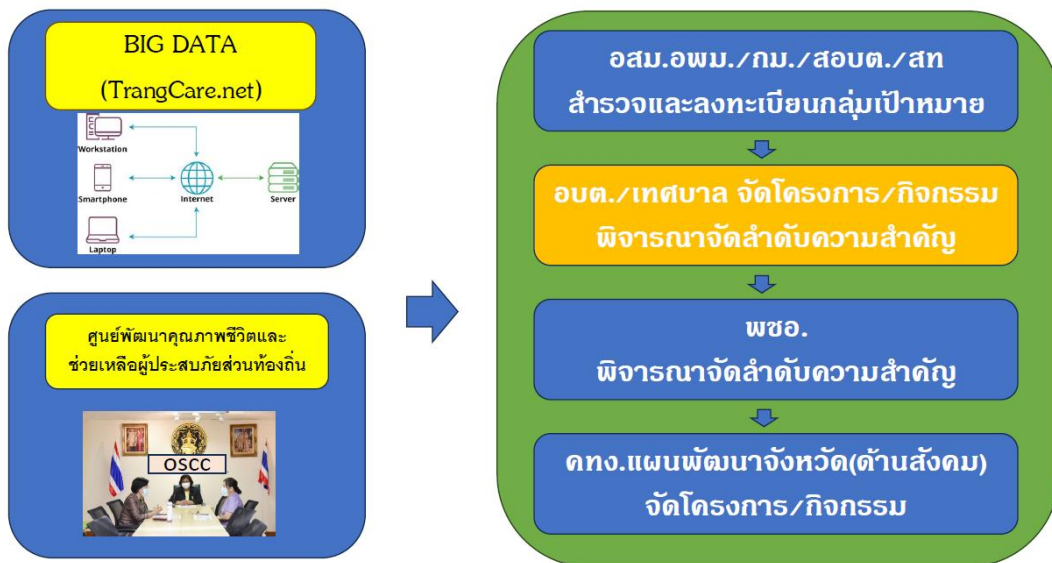 BIG DATA
(TrangCare.net)
Workstation
Smartphone
Internet
Server
Laptop
ศูนย์พัฒนาคุณภาพชีวิตและ
ช่วยเหลือผู้ประสบภัยส่วนท้องถิ่น
OSCC
อสม.อพม./กม./สอบต./สท
สำรวจและลงทะเบียนกลุ่มเป้าหมาย
อบต./เทศบาล จัดโครงการ/กิจกรรม
พิจารณาจัดลำดับความสำคัญ
พชอ.
พิจารณาจัดลำดับความสำคัญ
คทง.แผนพัฒนาจังหวัด(ด้านสังคม)
จัดโครงการ/กิจกรรม